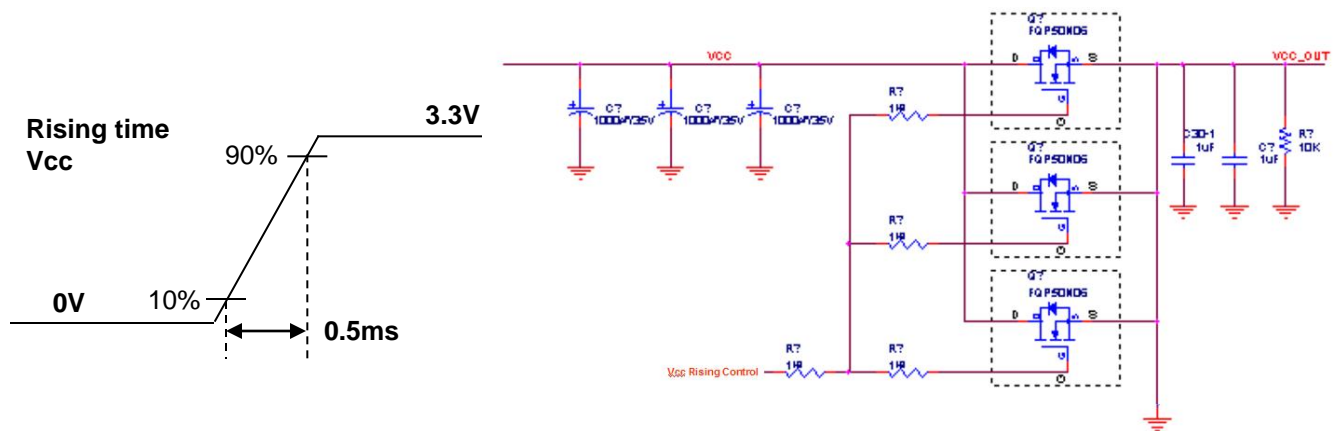 Rising time
Vcc
3.3V
90%
10%
0V
0.5ms
VCC
VCC_OUT
Q?
FQP50N06
D
S
G
R?
C?
1000uF/35V
C?
1000uF/35V
C?
1000uF/35V
C30-1
1uF
C?
1uF
R?
10K
Q?
FQP50N06
D
S
G
R?
Q?
FQP50N06
D
S
G
R?
R?
Vcc Rising Control